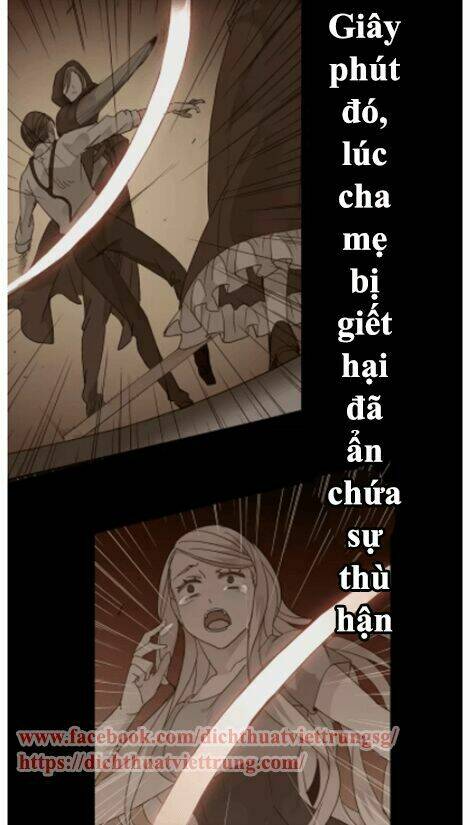 Giây
phút
đó,
lúc
cha
mẹ
bị
giết
hại
đã
ẩn
chứa
sự
thù
hận
www.facebook.com/dichthuatviettrungsg/
https://dichthuatviettrung.com/